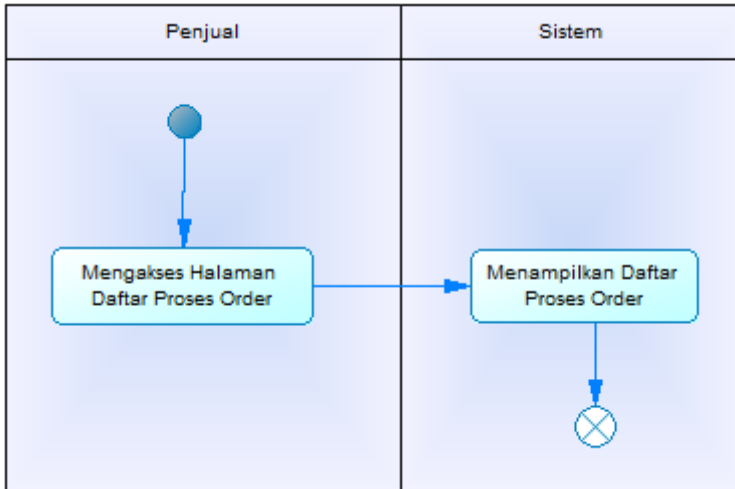 Penjual
Sistem
Mengakses Halaman
Daftar Proses Order
Menampilkan Daftar
Proses Order